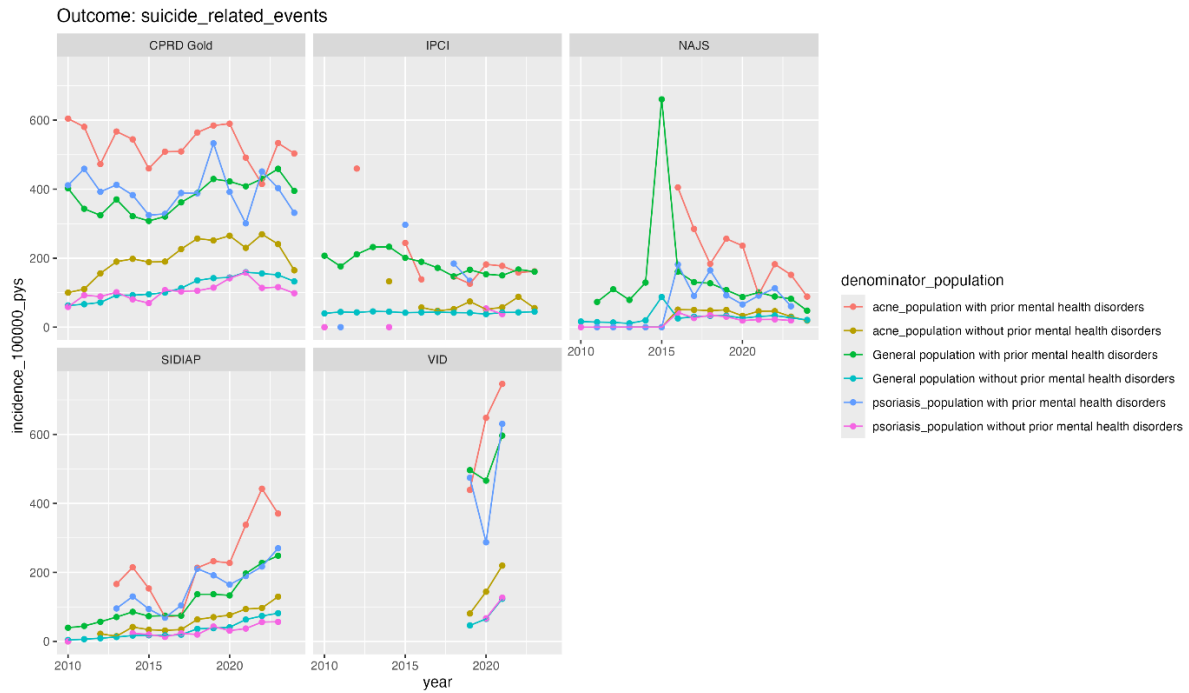 Outcome: suicide_related_events
CPRD Gold
IPCI
NAJS
600
400
200
0
incidence_100000_pys
2010
2015
2020
SIDIAP
VID
600
400
200
0
2010
2015
2020
2010
2015
2020
year
denominator_population
acne_population with prior mental health disorders
acne_population without prior mental health disorders
General population with prior mental health disorders
General population without prior mental health disorders
psoriasis_population with prior mental health disorders
psoriasis_population without prior mental health disorders